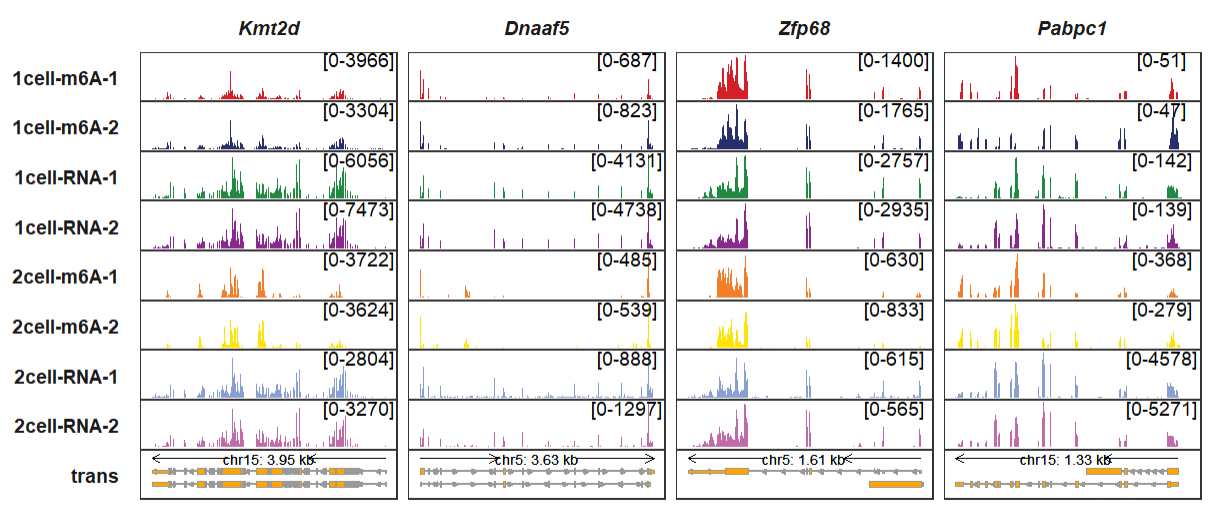 Kmt2d Dnaaf5 Zfp68 Pabpc1
1cell-m6A-1 [0-3966] [0-687] [0-1400] [0-51]
1cell-m6A-2 [0-3304] [0-823] [0-1765] [0-47]
1cell-RNA-1 [0-6056] [0-4131] [0-2757] [0-142]
1cell-RNA-2 [0-7473] [0-4738] [0-2935] [0-139]
2cell-m6A-1 [0-3722] [0-485] [0-630] [0-368]
2cell-m6A-2 [0-3624] [0-539] [0-833] [0-279]
2cell-RNA-1 [0-2804] [0-888] [0-615] [0-4578]
2cell-RNA-2 [0-3270] [0-1297] [0-565] [0-5271]
chr15: 3.95 kb chr5: 3.63 kb chr5: 1.61 kb chr15: 1.33 kb
trans